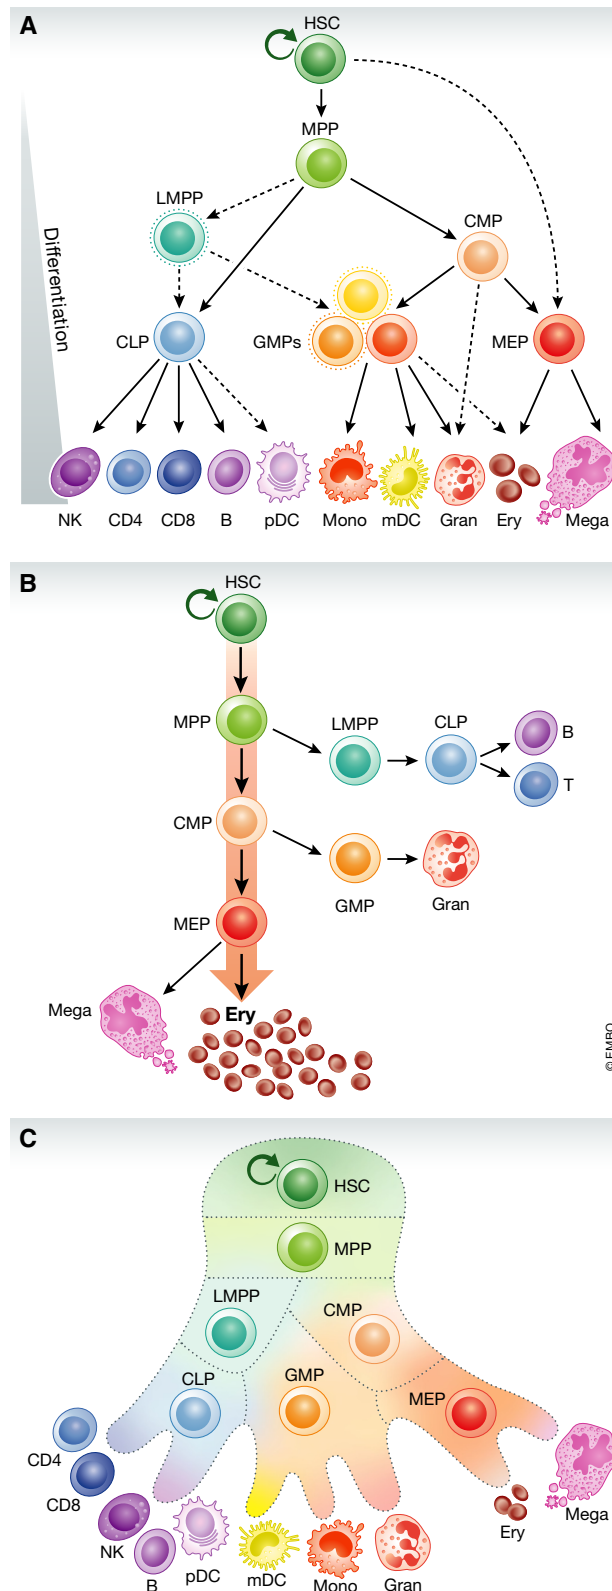 A
HSC
MPP
LMPP
CMP
Differentiation
CLP
GMPs
MEP
NK
CD4
CD8
B
pDC
Mono
mDC
Gran
Ery
Mega
B
HSC
MPP
LMPP
CLP
B
T
CMP
GMP
Gran
MEP
Mega
Ery
© EMBO
C
HSC
MPP
LMPP
CMP
CLP
GMP
MEP
CD4
CD8
NK
B
pDC
mDC
Mono
Gran
Ery
Mega